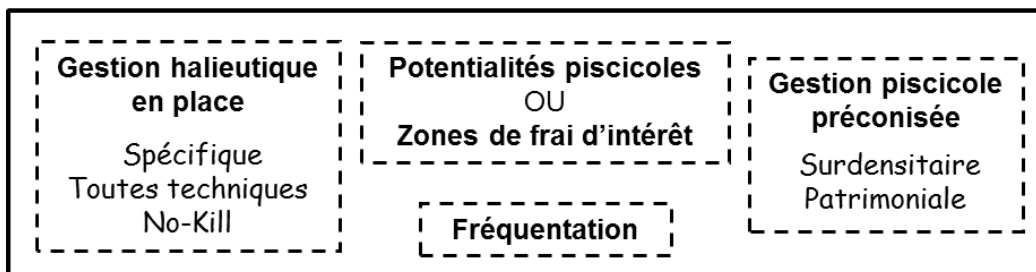 Gestion halieutique
en place
Spécifique
Toutes techniques
No-Kill
Potentialités piscicoles
OU
Zones de frai d'intérêt
Fréquentation
Gestion piscicole
préconisée
Surdensitaire
Patrimoniale